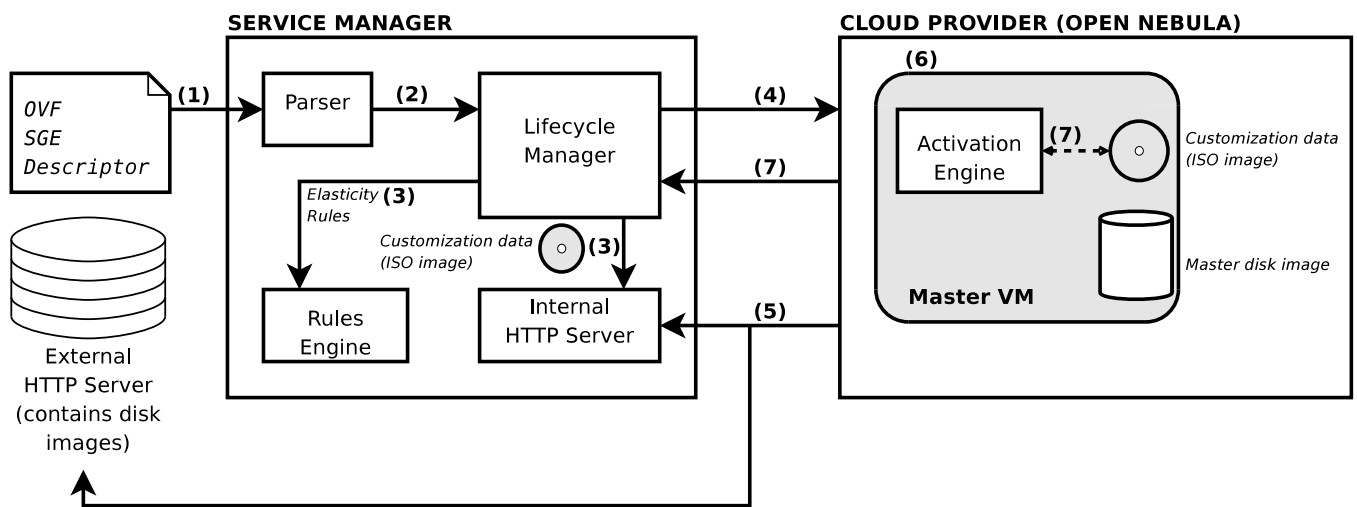 SERVICE MANAGER
CLOUD PROVIDER (OPEN NEBULA)
OVF
SGE
Descriptor
(1)
Parser
(2)
Lifecycle
Manager
(4)
(6)
Activation
Engine
(7)
Customization data
(ISO image)
(7)
Elasticity
Rules
(3)
Customization data
(ISO image)
(3)
Master disk image
Master VM
Rules
Engine
Internal
HTTP Server
(5)
External
HTTP Server
(contains disk
images)